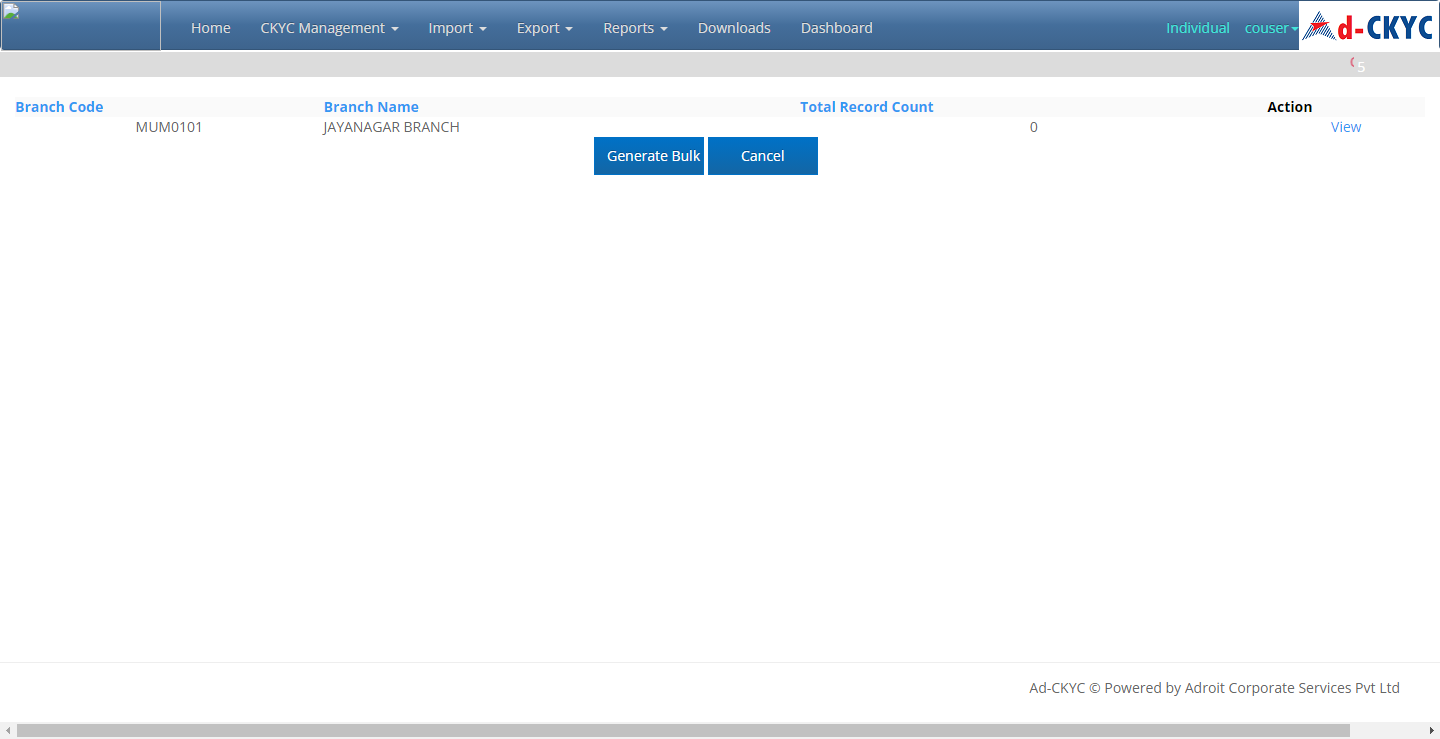 Home CKYC Management Import Export Reports Downloads Dashboard Individual couser d-CKYC
5
Branch Code Branch Name Total Record Count Action
MUM0101 JAYANAGAR BRANCH 0 View
Generate Bulk Cancel
Ad-CKYC © Powered by Adroit Corporate Services Pvt Ltd